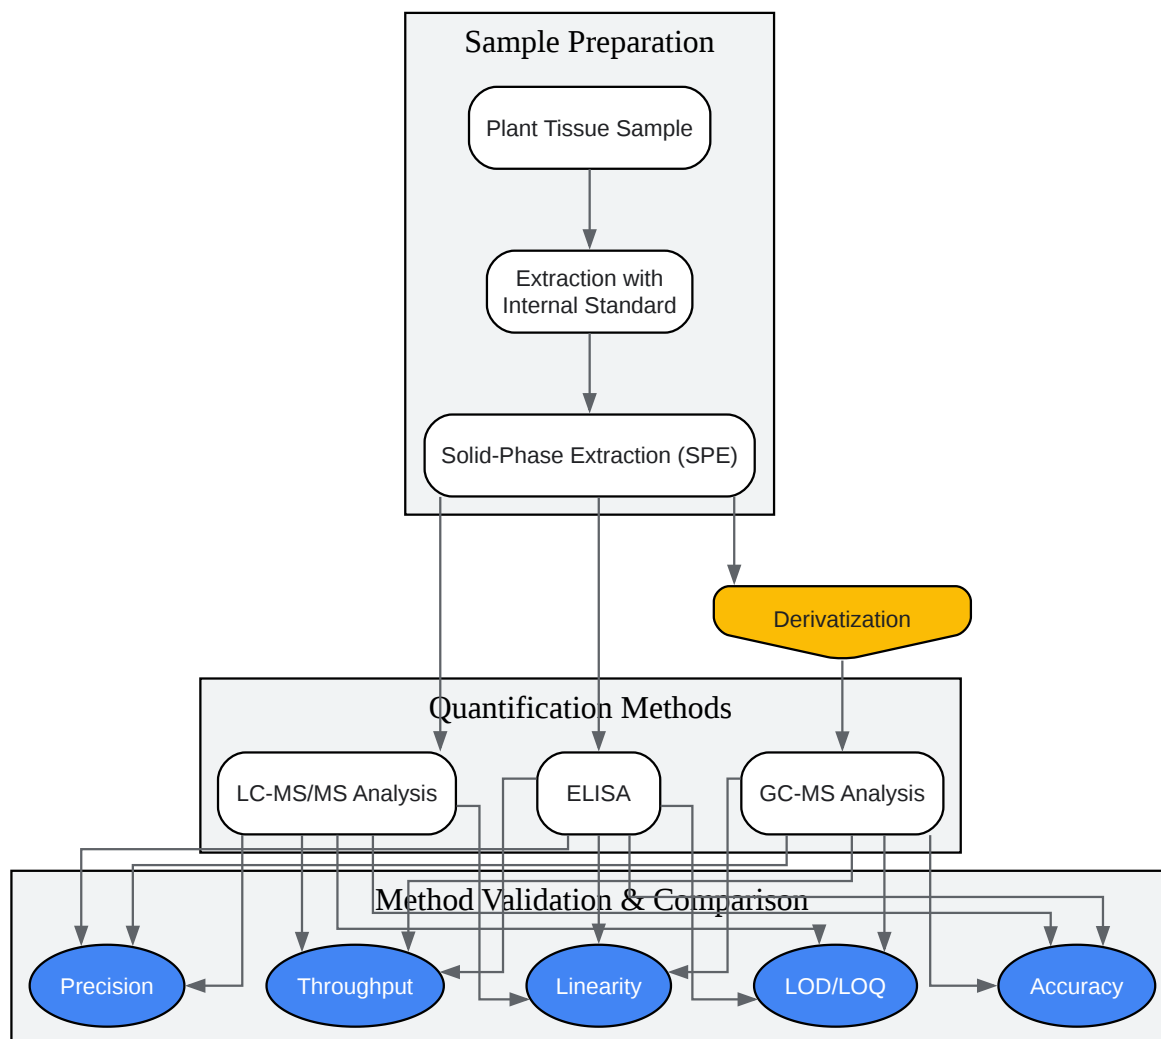 Sample Preparation
Plant Tissue Sample
Extraction with
Internal Standard
Solid-Phase Extraction (SPE)
Derivatization
Quantification Methods
LC-MS/MS Analysis
ELISA
GC-MS Analysis
Method Validation & Comparison
Precision
Throughput
Linearity
LOD/LOQ
Accuracy